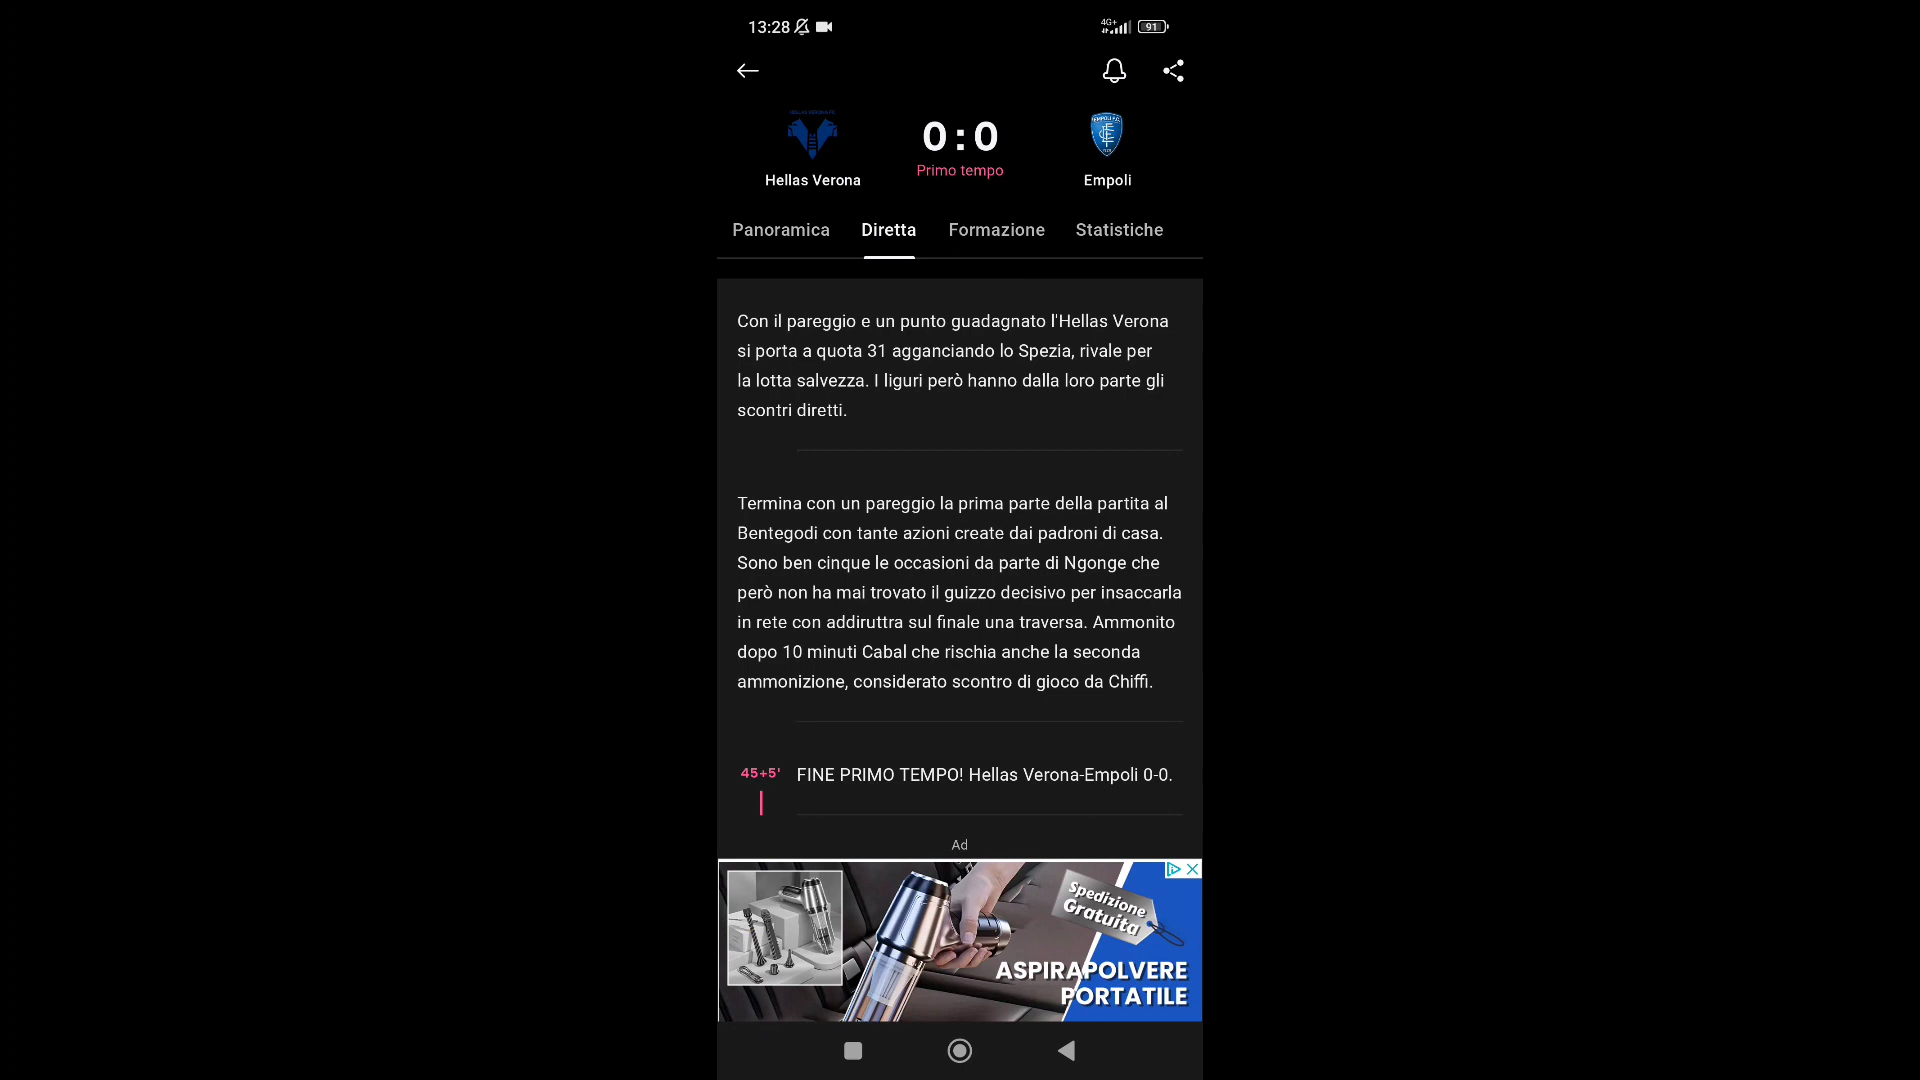 13:28
4G+
91
HELLAS VERONA FC
EMPOLI F.C.
0:0
Primo tempo
Hellas Verona
Empoli
Panoramica
Diretta
Formazione
Statistiche
Con il pareggio e un punto guadagnato l'Hellas Verona
si porta a quota 31 agganciando lo Spezia, rivale per
la lotta salvezza. I liguri però hanno dalla loro parte gli
scontri diretti.
Termina con un pareggio la prima parte della partita al
Bentegodi con tante azioni create dai padroni di casa.
Sono ben cinque le occasioni da parte di Ngonge che
però non ha mai trovato il guizzo decisivo per insaccarla
in rete con addiruttra sul finale una traversa. Ammonito
dopo 10 minuti Cabal che rischia anche la seconda
ammonizione, considerato scontro di gioco da Chiffi.
45+5'
FINE PRIMO TEMPO! Hellas Verona-Empoli 0-0.
Ad
Spedizione
Gratuita
ASPIRAPOLVERE
PORTATILE